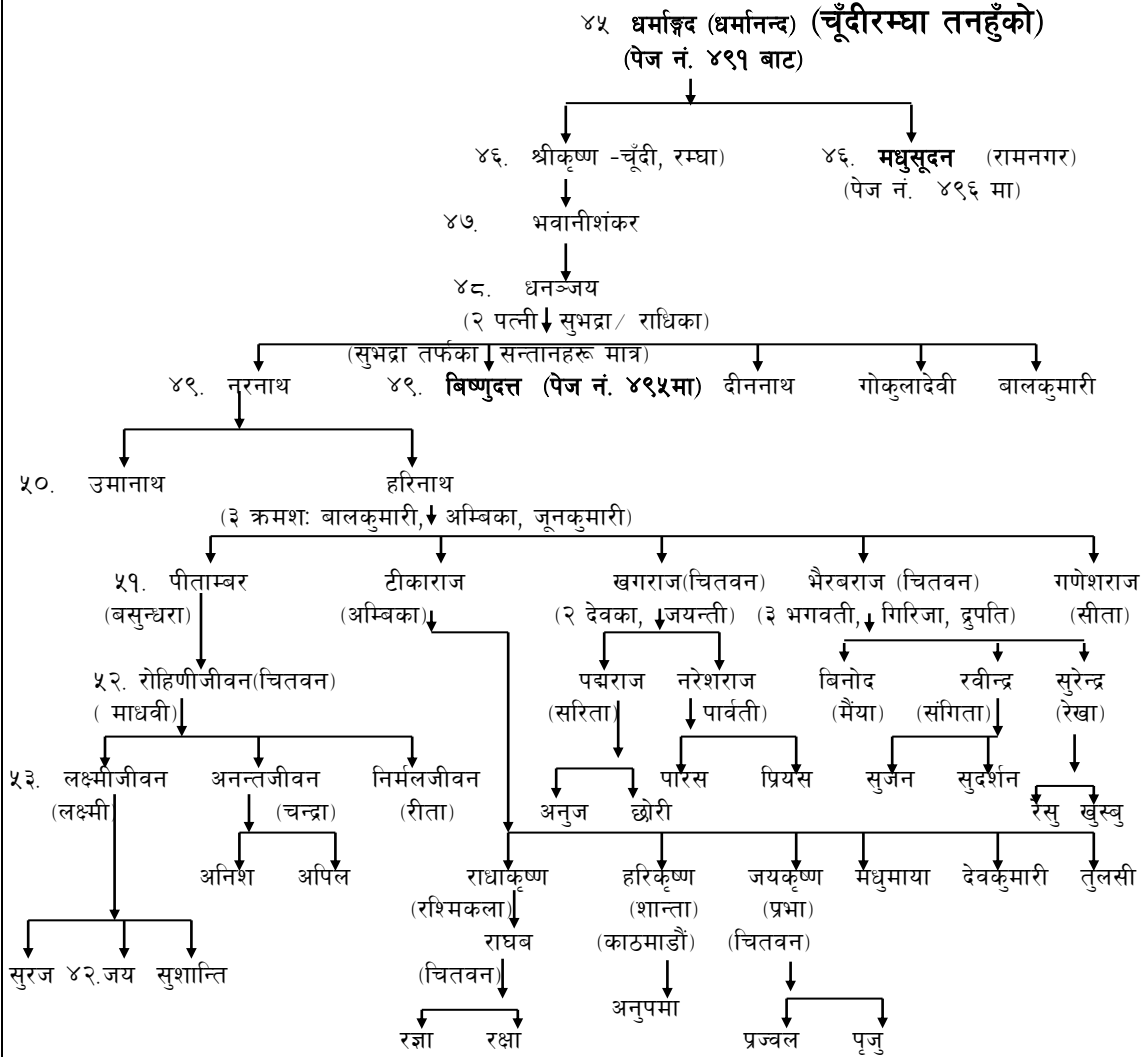 ४५ धर्माङ्गद (धर्मानन्द) (चूँदीरम्घा तनहुँको)
(पेज नं. ४९१ बाट)
४६. श्रीकृष्ण -चूँदी, रम्घा) ४६. मधुसूदन (रामनगर)
(पेज नं. ४९६ मा)
४७. भवानीशंकर
४८. धनञ्जय
(२ पत्नी सुभद्रा/ राधिका)
(सुभद्रा तर्फका सन्तानहरू मात्र)
४९. नरनाथ ४९. बिष्णुदत्त (पेज नं. ४९५मा) दीननाथ गोकुलादेवी बालकुमारी
५०. उमानाथ हरिनाथ
(३ क्रमश: बालकुमारी, अम्बिका, जूनकुमारी)
५१. पीताम्बर टीकाराज खगराज(चितवन) भैरबराज (चितवन) गणेशराज
(बसुन्धरा) (अम्बिका) (२ देवका, जयन्ती) (३ भगवती, गिरिजा, द्रुपति) (सीता)
५२. रोहिणीजीवन(चितवन) पद्मराज नरेशराज बिनोद रवीन्द्र सुरेन्द्र
( माधवी) (सरिता) पार्वती) (मैंया) (संगिता) (रेखा)
५३. लक्ष्मीजीवन अनन्तजीवन निर्मलजीवन पारस प्रियस सुजन सुदर्शन
(लक्ष्मी) (चन्द्रा) (रीता) अनुज छोरी रेसु खुस्बु
अनिश अपिल राधाकृष्ण हरिकृष्ण जयकृष्ण मधुमाया देवकुमारी तुलसी
(रश्मिकला) (शान्ता) (प्रभा)
राघब (काठमाडौं) (चितवन)
सुरज ४२.जय सुशान्ति (चितवन)
अनुपमा
रज्ञा रक्षा प्रज्वल पृजु